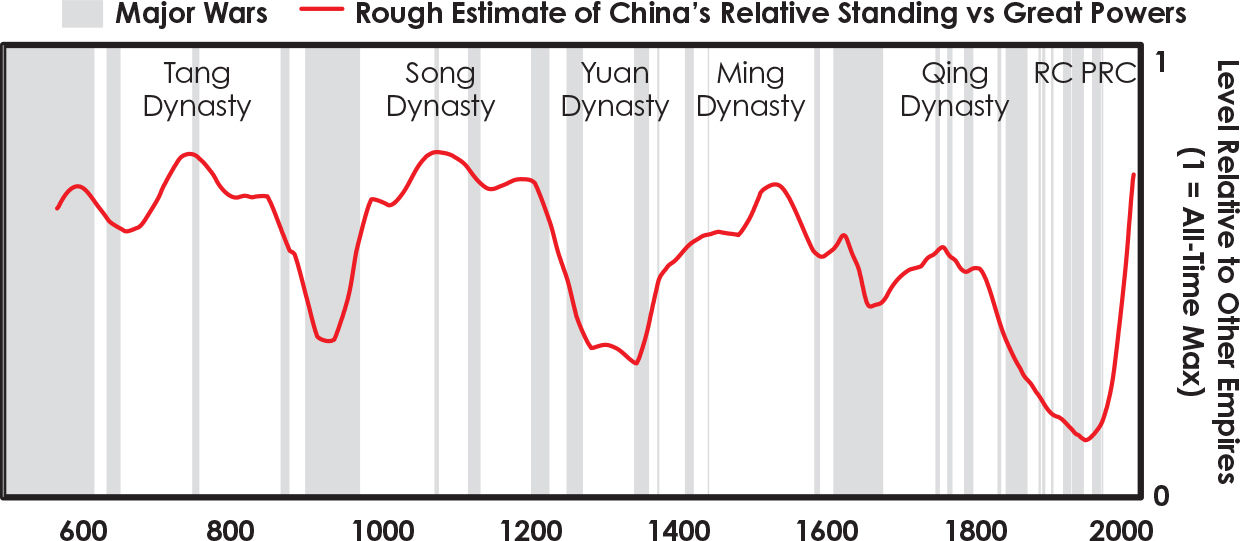 Major Wars
Rough Estimate of China's Relative Standing vs Great Powers
Tang
Dynasty
Song
Dynasty
Yuan
Dynasty
Ming
Dynasty
Qing
Dynasty
RC
PRC
1
0
Level Relative to Other Empires
(1 = All-Time Max)
600
800
1000
1200
1400
1600
1800
2000